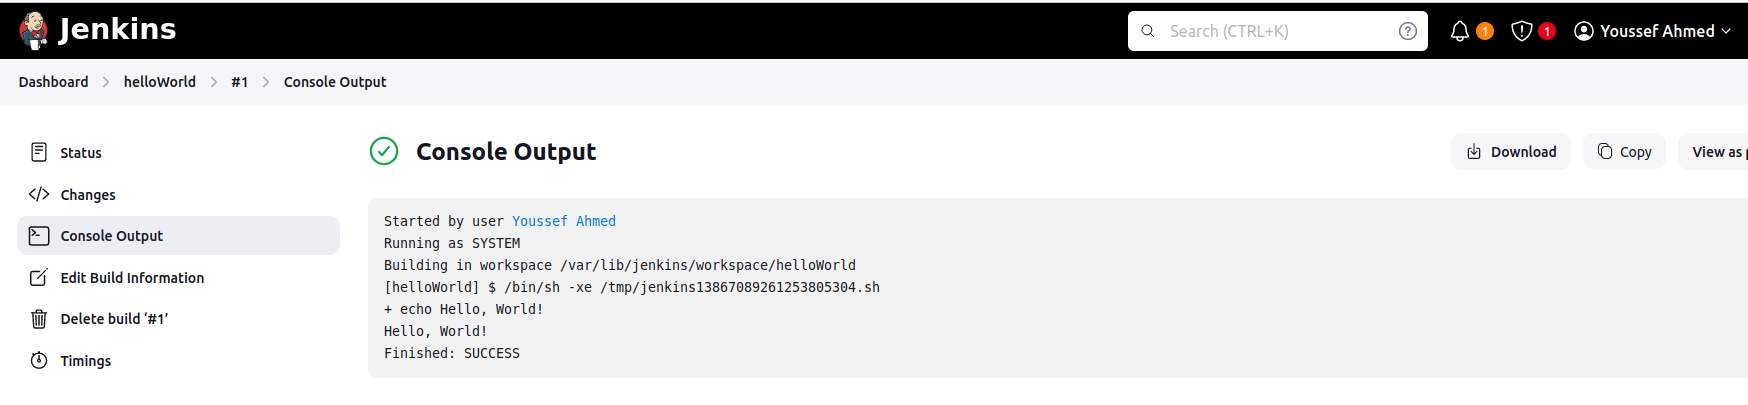 Jenkins
Search (CTRL+K)
?
1
1
Youssef Ahmed
Dashboard > helloWorld > #1 > Console Output
Status
Changes
Console Output
Edit Build Information
Delete build ‘#1’
Timings
Console Output
Download
Copy
View as
Started by user Youssef Ahmed
Running as SYSTEM
Building in workspace /var/lib/jenkins/workspace/helloWorld
[helloWorld] $ /bin/sh -xe /tmp/jenkins13867089261253805304.sh
+ echo Hello, World!
Hello, World!
Finished: SUCCESS